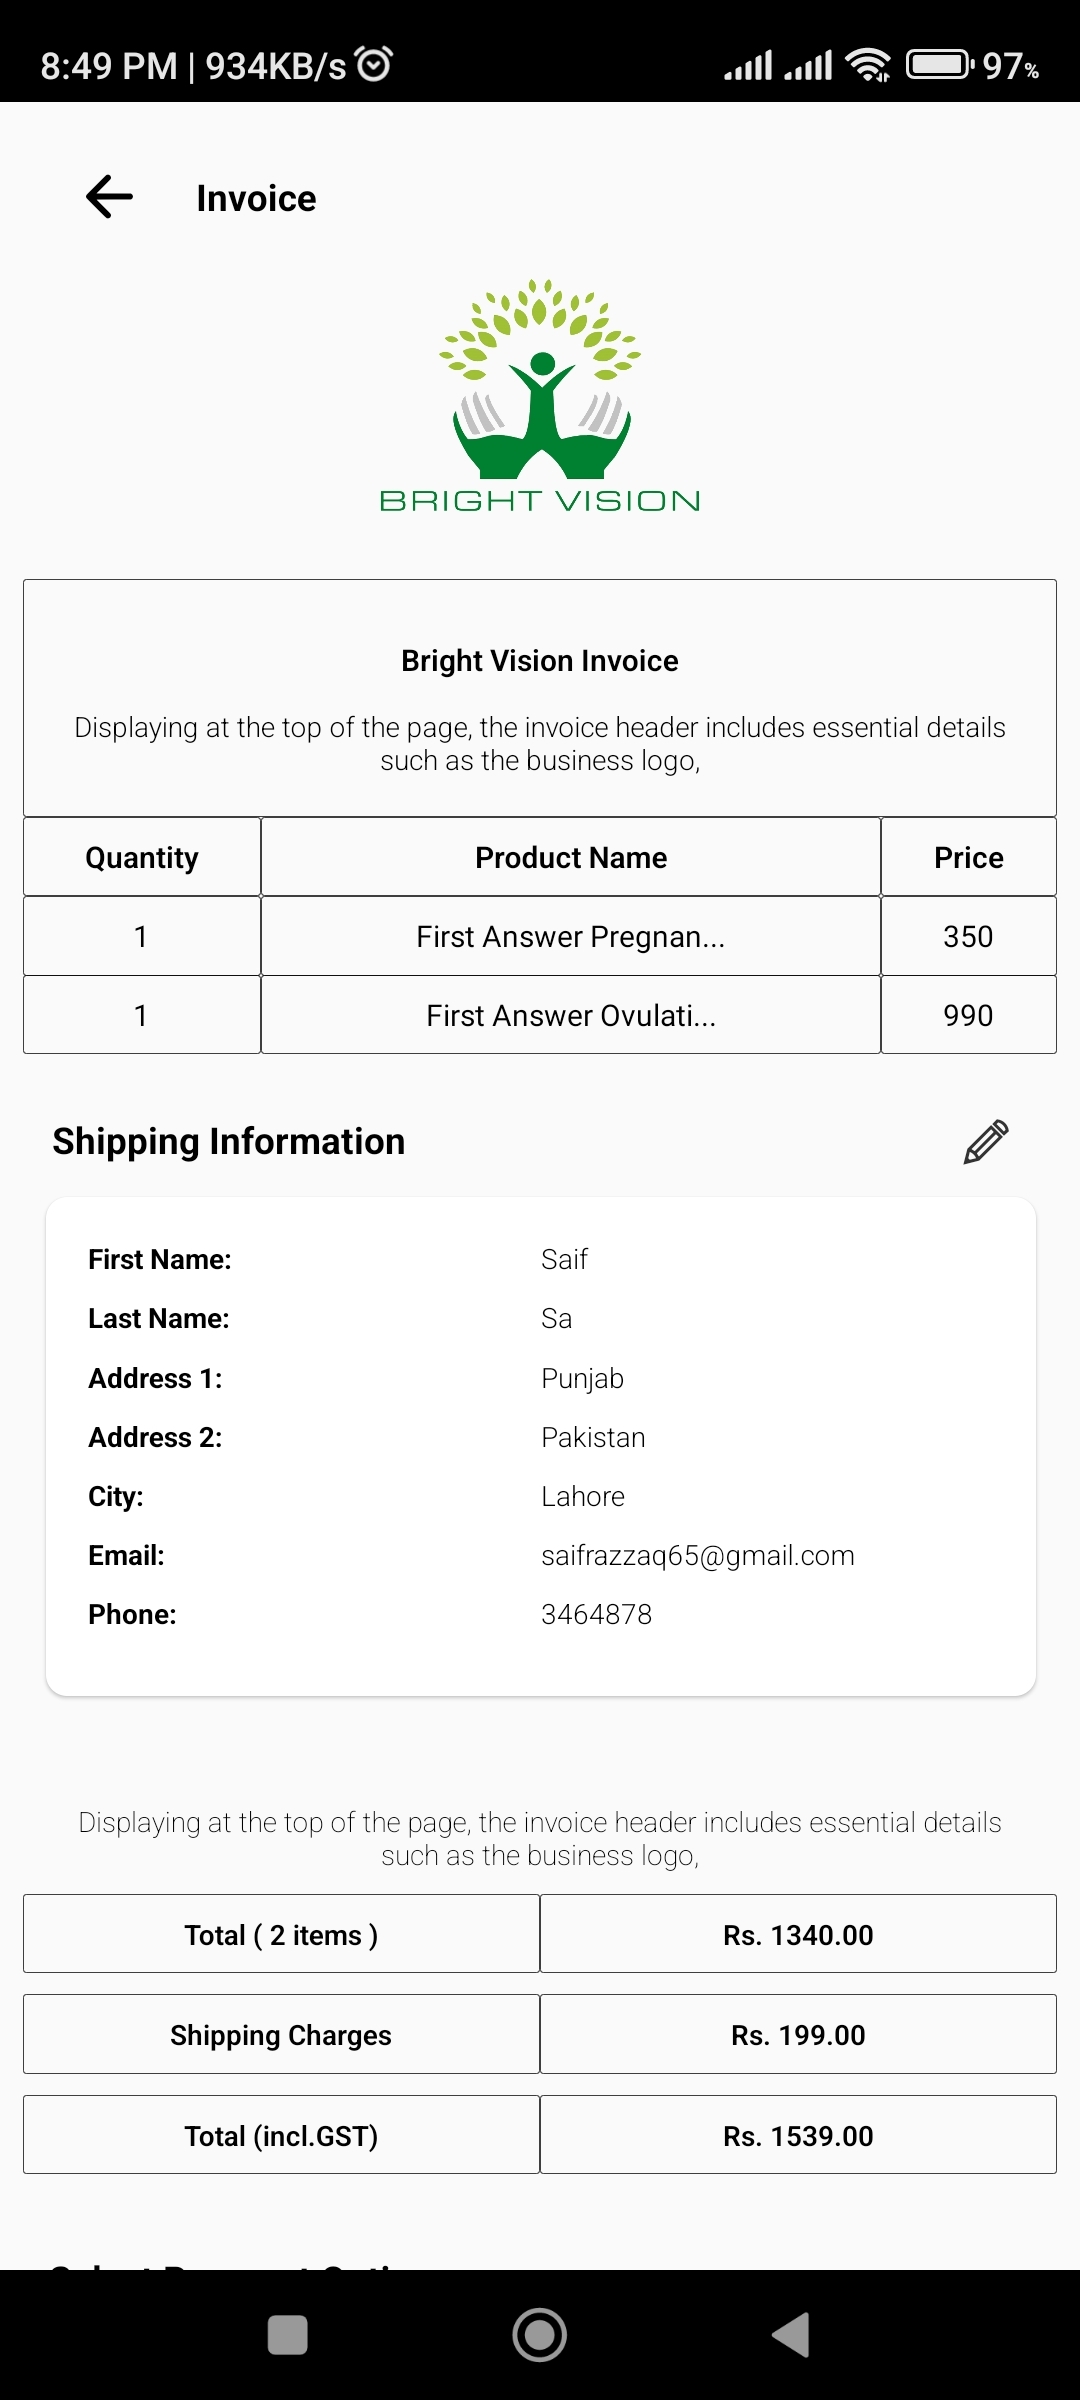 8:49 PM | 934KB/s 97%
Invoice
BRIGHT VISION
Bright Vision Invoice
Displaying at the top of the page, the invoice header includes essential details
such as the business logo,
Quantity Product Name Price
1 First Answer Pregnan... 350
1 First Answer Ovulati... 990
Shipping Information
First Name: Saif
Last Name: Sa
Address 1: Punjab
Address 2: Pakistan
City: Lahore
Email: saifrazzaq65@gmail.com
Phone: 3464878
Displaying at the top of the page, the invoice header includes essential details
such as the business logo,
Total ( 2 items ) Rs. 1340.00
Shipping Charges Rs. 199.00
Total (incl.GST) Rs. 1539.00